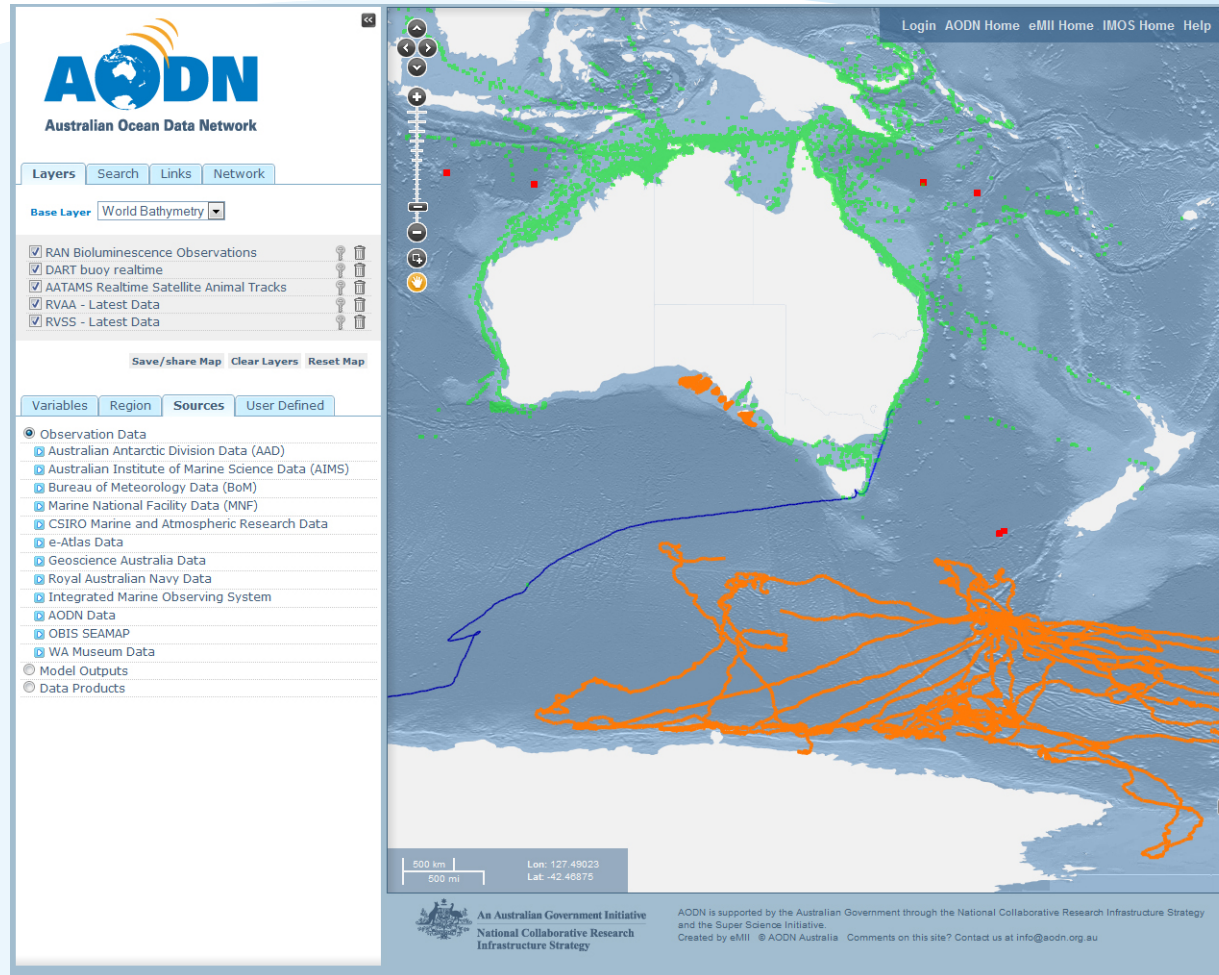 AODN
Australian Ocean Data Network
Login AODN Home eMII Home IMOS Home Help
Layers Search Links Network
Base Layer World Bathymetry
RAN Bioluminescence Observations
DART buoy realtime
AATAMS Realtime Satellite Animal Tracks
RVAA - Latest Data
RVSS - Latest Data
Save/share Map Clear Layers Reset Map
Variables Region Sources User Defined
Observation Data
Australian Antarctic Division Data (AAD)
Australian Institute of Marine Science Data (AIMS)
Bureau of Meteorology Data (BoM)
Marine National Facility Data (MNF)
CSIRO Marine and Atmospheric Research Data
e-Atlas Data
Geoscience Australia Data
Royal Australian Navy Data
Integrated Marine Observing System
AODN Data
OBIS SEAMAP
WA Museum Data
Model Outputs
Data Products
500 km
500 mi
Lon: 127.49023
Lat: -42.46875
An Australian Government Initiative
National Collaborative Research
Infrastructure Strategy
AODN is supported by the Australian Government through the National Collaborative Research Infrastructure Strategy
and the Super Science Initiative.
Created by eMII © AODN Australia Comments on this site? Contact us at info@aodn.org.au